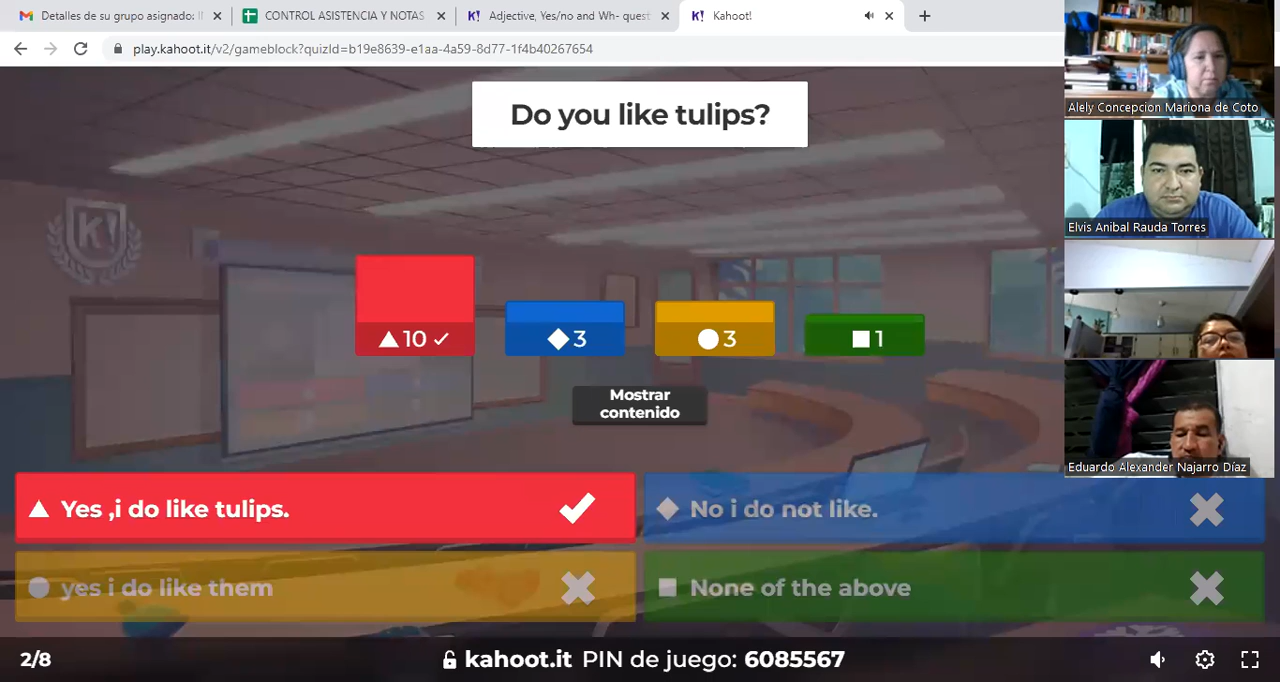 Detalles de su grupo asignado: I
CONTROL ASISTENCIA Y NOTAS
K! Adjective, Yes/no and Wh- quest
K! Kahoot!
play.kahoot.it/v2/gameblock?quizId=b19e8639-e1aa-4a59-8d77-1f4b40267654
Do you like tulips?
K!
10
3
3
1
Mostrar
contenido
Yes ,i do like tulips.
No i do not like.
yes i do like them
None of the above
2/8
kahoot.it PIN de juego: 6085567
Alely Concepcion Mariona de Coto
Elvis Anibal Rauda Torres
Eduardo Alexander Najarro Díaz